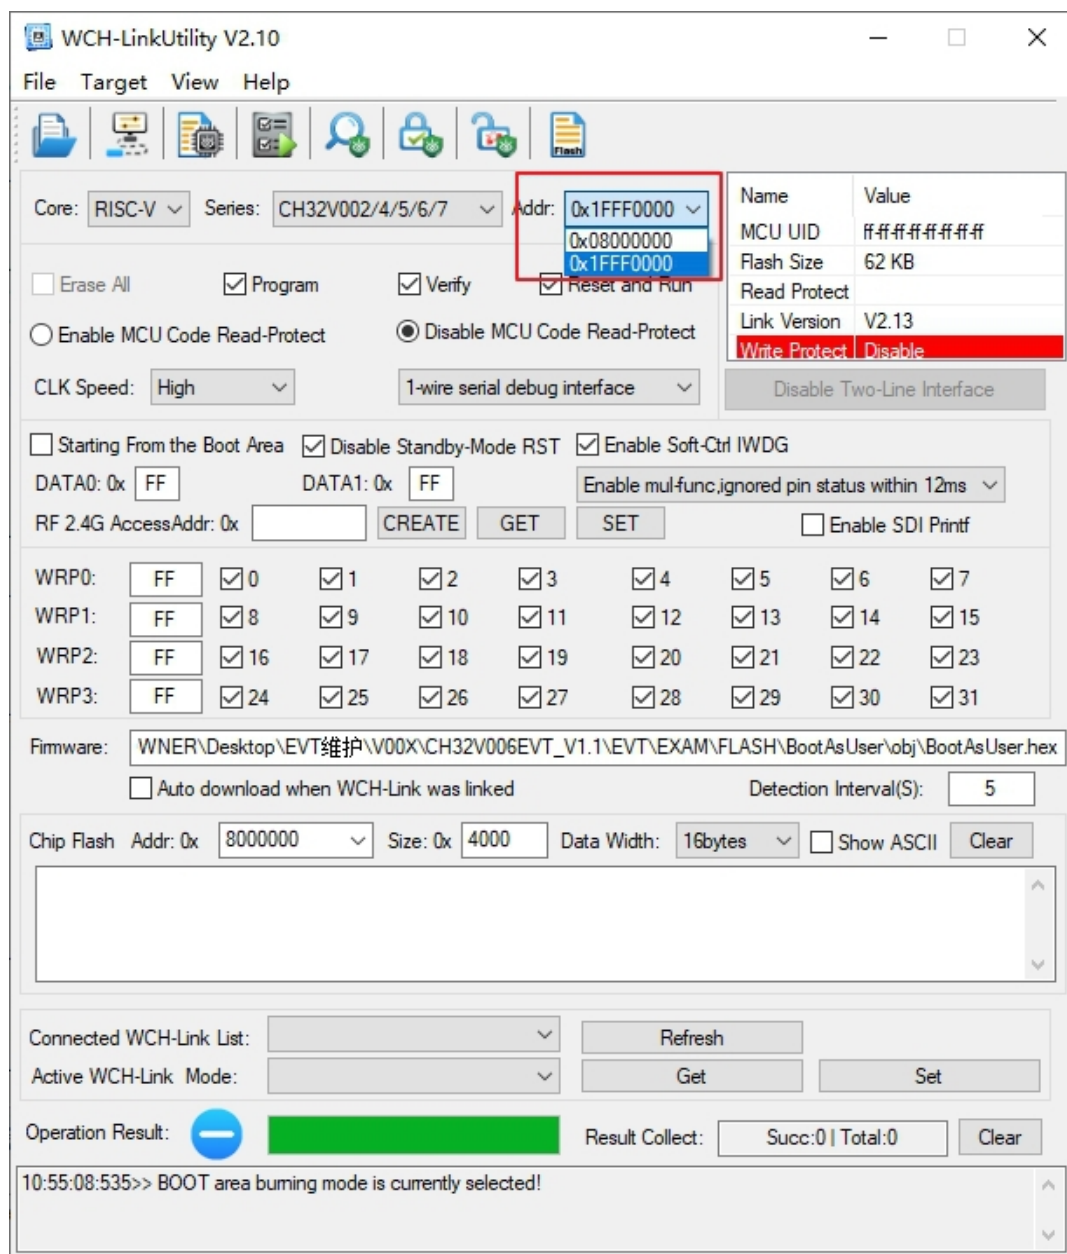 WCH-LinkUtility V2.10
File Target View Help
Flash
Core: RISC-V Series: CH32V002/4/5/6/7 Addr: 0x1FFF0000
0x08000000
0x1FFF0000
Name Value
MCU UID ff-ff-ff-ff-ff-ff-ff-ff
Flash Size 62 KB
Read Protect
Link Version V2.13
Write Protect Disable
Erase All Program Verify Reset and Run
Enable MCU Code Read-Protect Disable MCU Code Read-Protect
CLK Speed: High 1-wire serial debug interface Disable Two-Line Interface
Starting From the Boot Area Disable Standby-Mode RST Enable Soft-Ctrl IWDG
DATA0: 0x FF DATA1: 0x FF Enable mul-func,ignored pin status within 12ms
RF 2.4G AccessAddr: 0x CREATE GET SET Enable SDI Printf
WRP0: FF 0 1 2 3 4 5 6 7
WRP1: FF 8 9 10 11 12 13 14 15
WRP2: FF 16 17 18 19 20 21 22 23
WRP3: FF 24 25 26 27 28 29 30 31
Firmware: WNER\Desktop\EVT维护\V00X\CH32V006EVT_V1.1\EVT\EXAM\FLASH\BootAsUser\obj\BootAsUser.hex
Auto download when WCH-Link was linked Detection Interval(S): 5
Chip Flash Addr: 0x 8000000 Size: 0x 4000 Data Width: 16bytes Show ASCII Clear
Connected WCH-Link List: Refresh
Active WCH-Link Mode: Get Set
Operation Result: Result Collect: Succ:0 | Total:0 Clear
10:55:08:535>> BOOT area burning mode is currently selected!